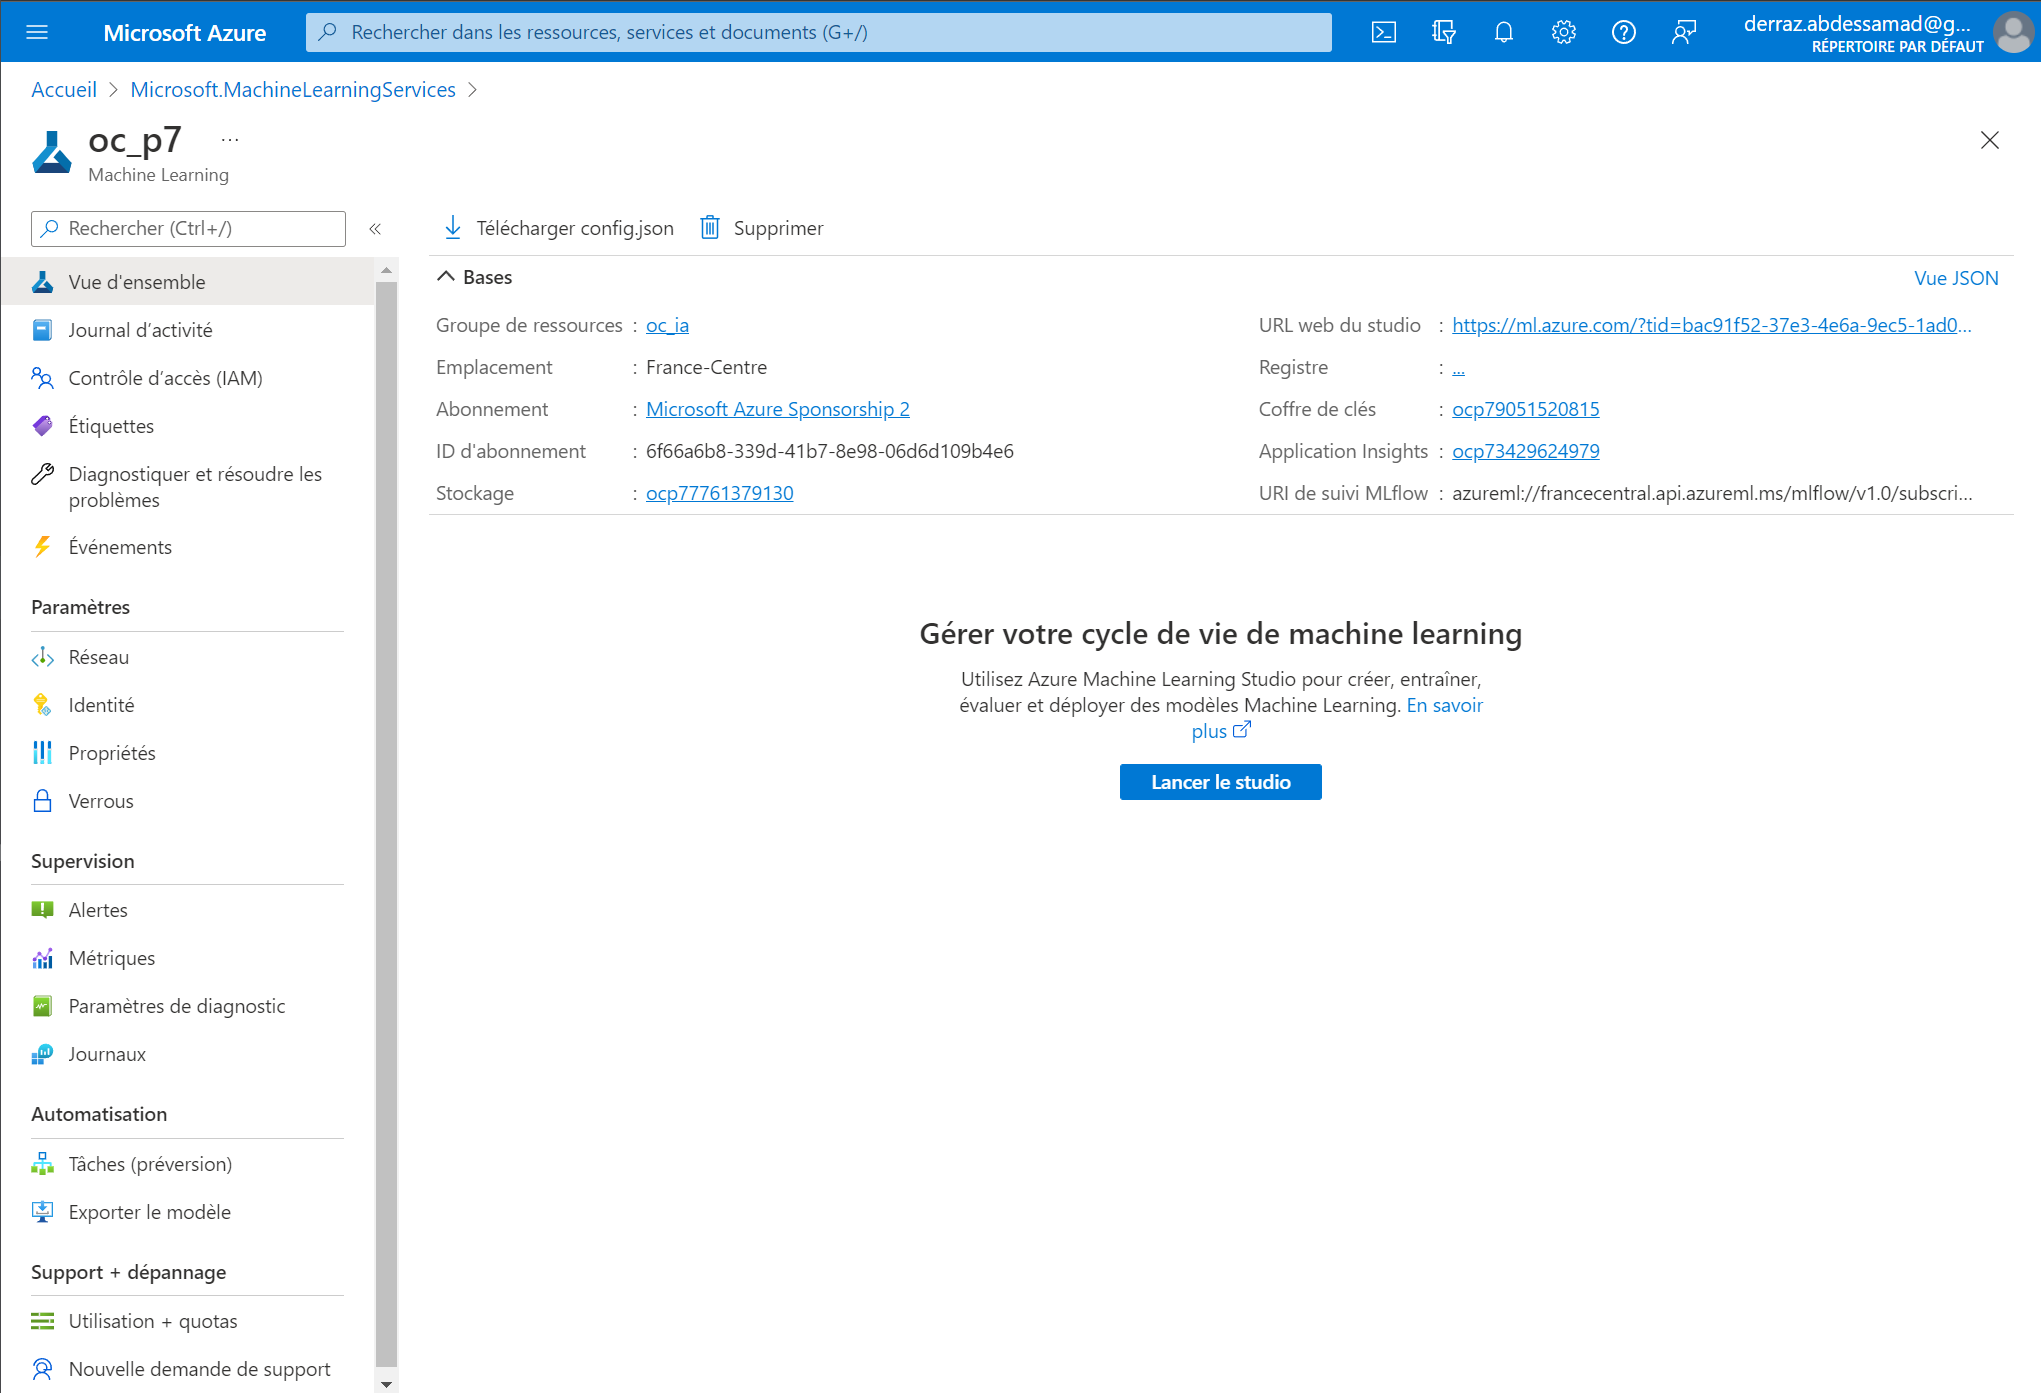 Microsoft Azure
Rechercher dans les ressources, services et documents (G+/)
derraz.abdessamad@g...
RÉPERTOIRE PAR DÉFAUT
Accueil > Microsoft.MachineLearningServices >
oc_p7 ...
Machine Learning
Rechercher (Ctrl+/)
«
Télécharger config.json
Supprimer
Vue d'ensemble
Journal d’activité
Contrôle d’accès (IAM)
Étiquettes
Diagnostiquer et résoudre les
problèmes
Événements
Paramètres
Réseau
Identité
Propriétés
Verrous
Supervision
Alertes
Métriques
Paramètres de diagnostic
Journaux
Automatisation
Tâches (préversion)
Exporter le modèle
Support + dépannage
Utilisation + quotas
Nouvelle demande de support
Bases
Vue JSON
Groupe de ressources : oc_ia
Emplacement : France-Centre
Abonnement : Microsoft Azure Sponsorship 2
ID d'abonnement : 6f66a6b8-339d-41b7-8e98-06d6d109b4e6
Stockage : ocp77761379130
URL web du studio : https://ml.azure.com/?tid=bac91f52-37e3-4e6a-9ec5-1ad0...
Registre : ...
Coffre de clés : ocp79051520815
Application Insights : ocp73429624979
URI de suivi MLflow : azureml://francecentral.api.azureml.ms/mlflow/v1.0/subscri...
Gérer votre cycle de vie de machine learning
Utilisez Azure Machine Learning Studio pour créer, entraîner,
évaluer et déployer des modèles Machine Learning. En savoir
plus
Lancer le studio